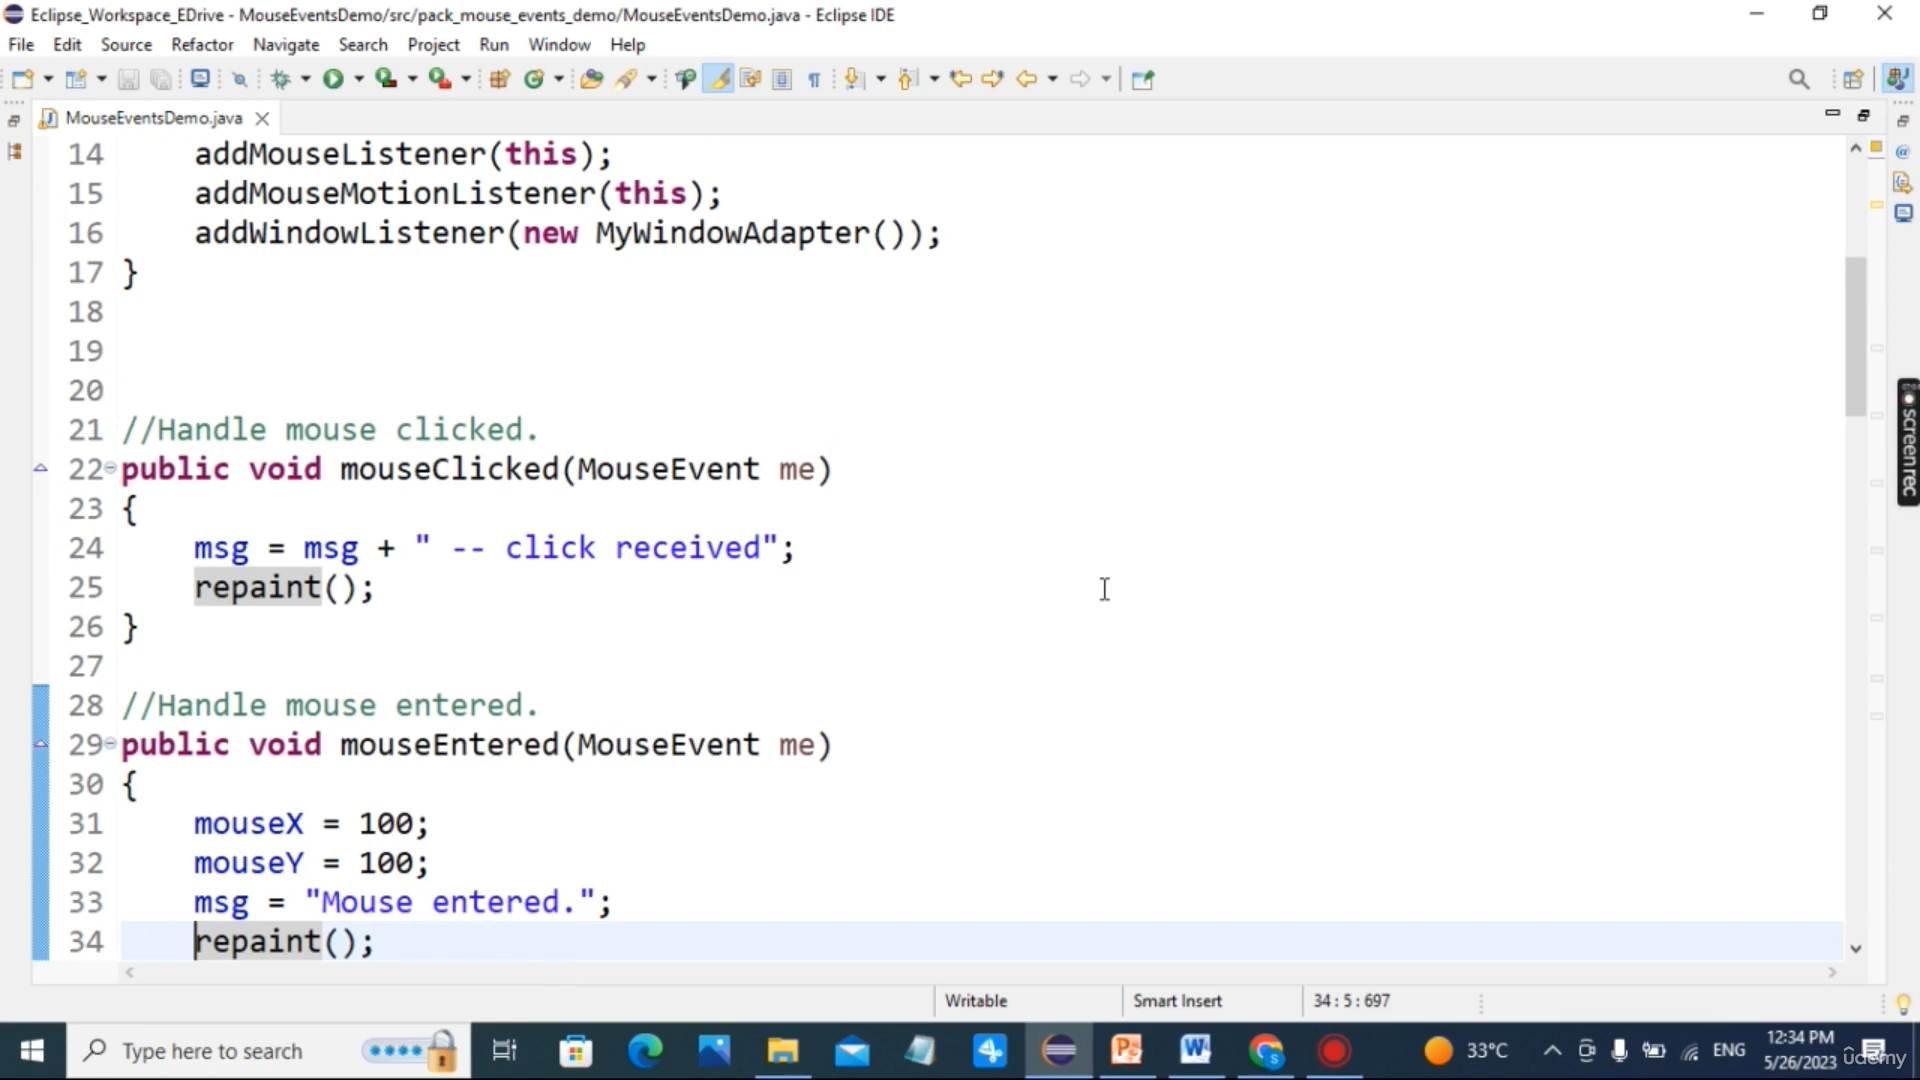 Eclipse_Workspace_EDrive - MouseEventsDemo/src/pack_mouse_events_demo/MouseEventsDemo.java - Eclipse IDE
File Edit Source Refactor Navigate Search Project Run Window Help
MouseEventsDemo.java
14 addMouseListener(this);
15 addMouseMotionListener(this);
16 addWindowListener(new MyWindowAdapter());
17 }
18
19
20
21 //Handle mouse clicked.
22 public void mouseClicked(MouseEvent me)
23 {
24 msg = msg + " -- click received";
25 repaint();
26 }
27
28 //Handle mouse entered.
29 public void mouseEntered(MouseEvent me)
30 {
31 mouseX = 100;
32 mouseY = 100;
33 msg = "Mouse entered.";
34 repaint();
screenrec
Writable Smart Insert 34 : 5 : 697
Type here to search
33°C ENG 12:34 PM
5/26/2023
ûdemy